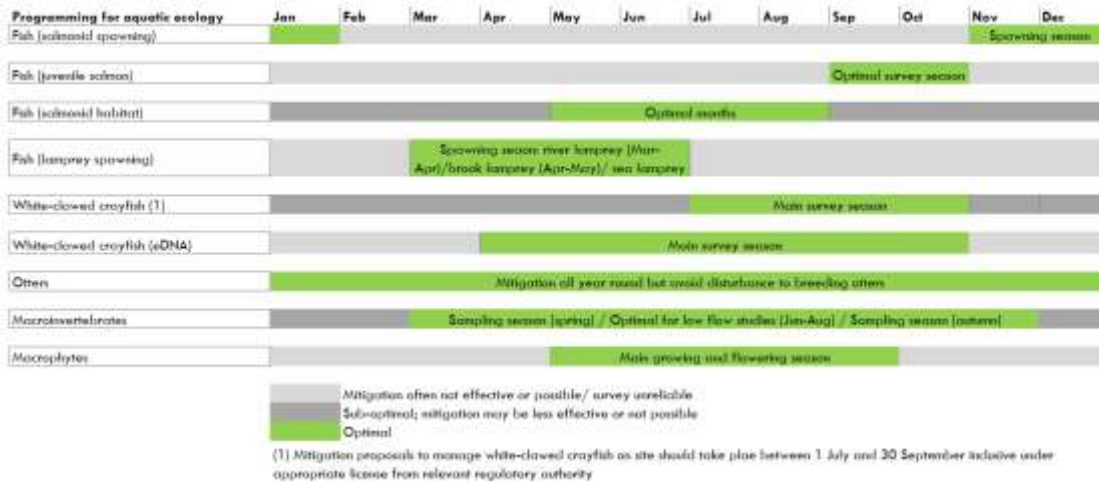 Programming for aquatic ecology Jan Feb Mar Apr May Jun Jul Aug Sep Oct Nov Dec
Fish (salmonid spawning) Spawning season
Fish (juvenile salmon) Optimal survey season
Fish (salmonid habitat) Optimal months
Fish (lamprey spawning) Spawning season river lamprey (Mar-
Apr)/brook lamprey (Apr-May)/ sea lamprey
White-clawed crayfish (1) Main survey season
White-clawed crayfish (eDNA) Main survey season
Otters Mitigation all year round but avoid disturbance to breeding otters
Macroinvertebrates Sampling season (spring) / Optimal for low flow studies (Jun-Aug) / Sampling season (autumn)
Macrophytes Main growing and flowering season
Mitigation often not effective or possible/ survey unreliable
Sub-optimal; mitigation may be less effective or not possible
Optimal
(1) Mitigation proposals to manage white-clawed crayfish on site should take plae between 1 July and 30 September inclusive under
appropriate license from relevant regulatory authority